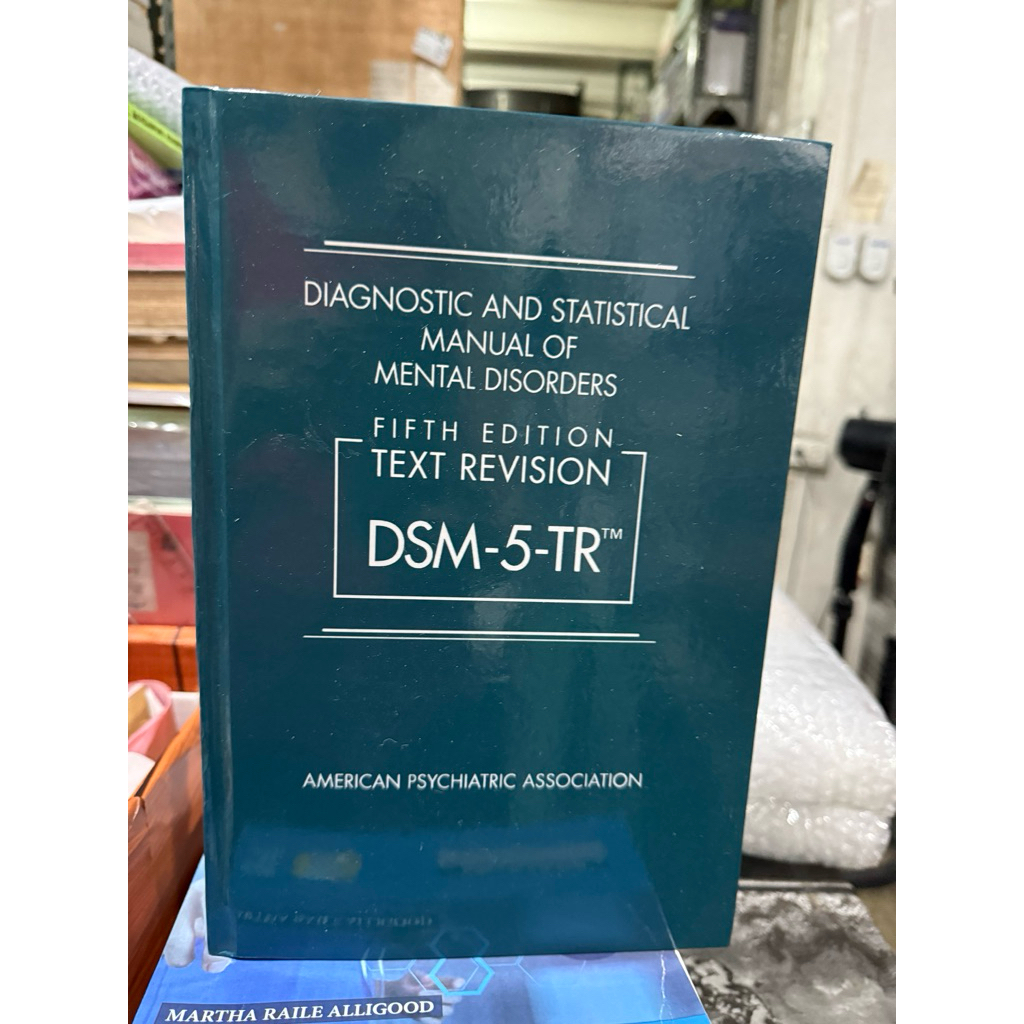 DIAGNOSTIC AND STATISTICAL
MANUAL OF
MENTAL DISORDERS
FIFTH EDITION
TEXT REVISION
DSM-5-TR™
AMERICAN PSYCHIATRIC ASSOCIATION
MARTHA RAILE ALLIGOOD